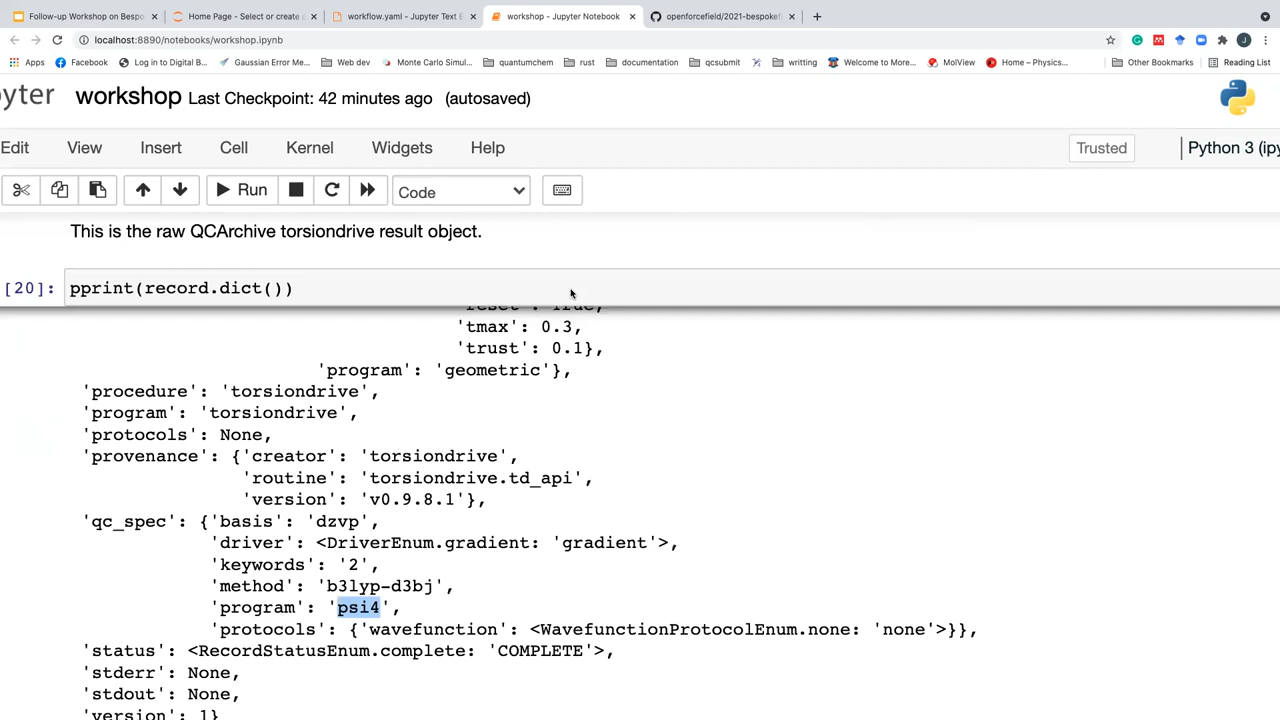 Follow-up Workshop on Bespo
Home Page - Select or create a
workflow.yaml - Jupyter Text E
workshop - Jupyter Notebook
openforcefield/2021-bespokef
localhost:8890/notebooks/workshop.ipynb
J
Apps
Facebook
Log in to Digital B...
Gaussian Error Me...
Web dev
Monte Carlo Simul...
quantumchem
rust
documentation
qcsubmit
writting
Welcome to More...
MolView
Home – Physics...
Other Bookmarks
Reading List
yter workshop Last Checkpoint: 42 minutes ago (autosaved)
Edit View Insert Cell Kernel Widgets Help Trusted Python 3 (ipy
Run Code
This is the raw QCArchive torsiondrive result object.
[20]: pprint(record.dict())
'reset': True,
'tmax': 0.3,
'trust': 0.1},
'program': 'geometric'},
'procedure': 'torsiondrive',
'program': 'torsiondrive',
'protocols': None,
'provenance': {'creator': 'torsiondrive',
'routine': 'torsiondrive.td_api',
'version': 'v0.9.8.1'},
'qc_spec': {'basis': 'dzvp',
'driver': <DriverEnum.gradient: 'gradient'>,
'keywords': '2',
'method': 'b3lyp-d3bj',
'program': 'psi4',
'protocols': {'wavefunction': <WavefunctionProtocolEnum.none: 'none'>}},
'status': <RecordStatusEnum.complete: 'COMPLETE'>,
'stderr': None,
'stdout': None,
'version': 1}